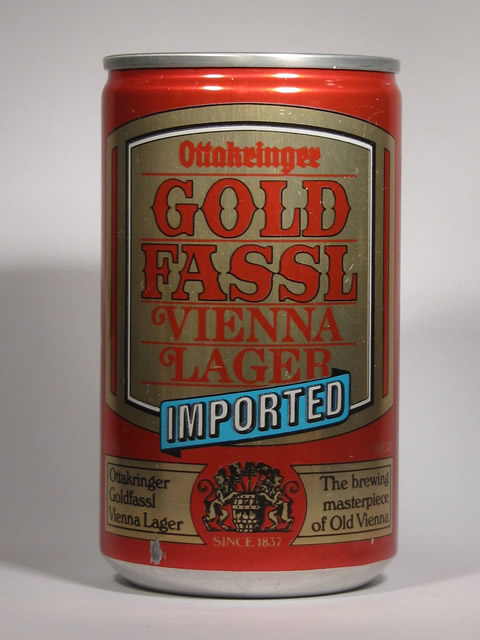 Ottakringer
GOLD
FASSL
VIENNA
LAGER
IMPORTED
Ottakringer
Goldfassl
Vienna Lager
The brewing
masterpiece
of Old Vienna
SINCE 1837